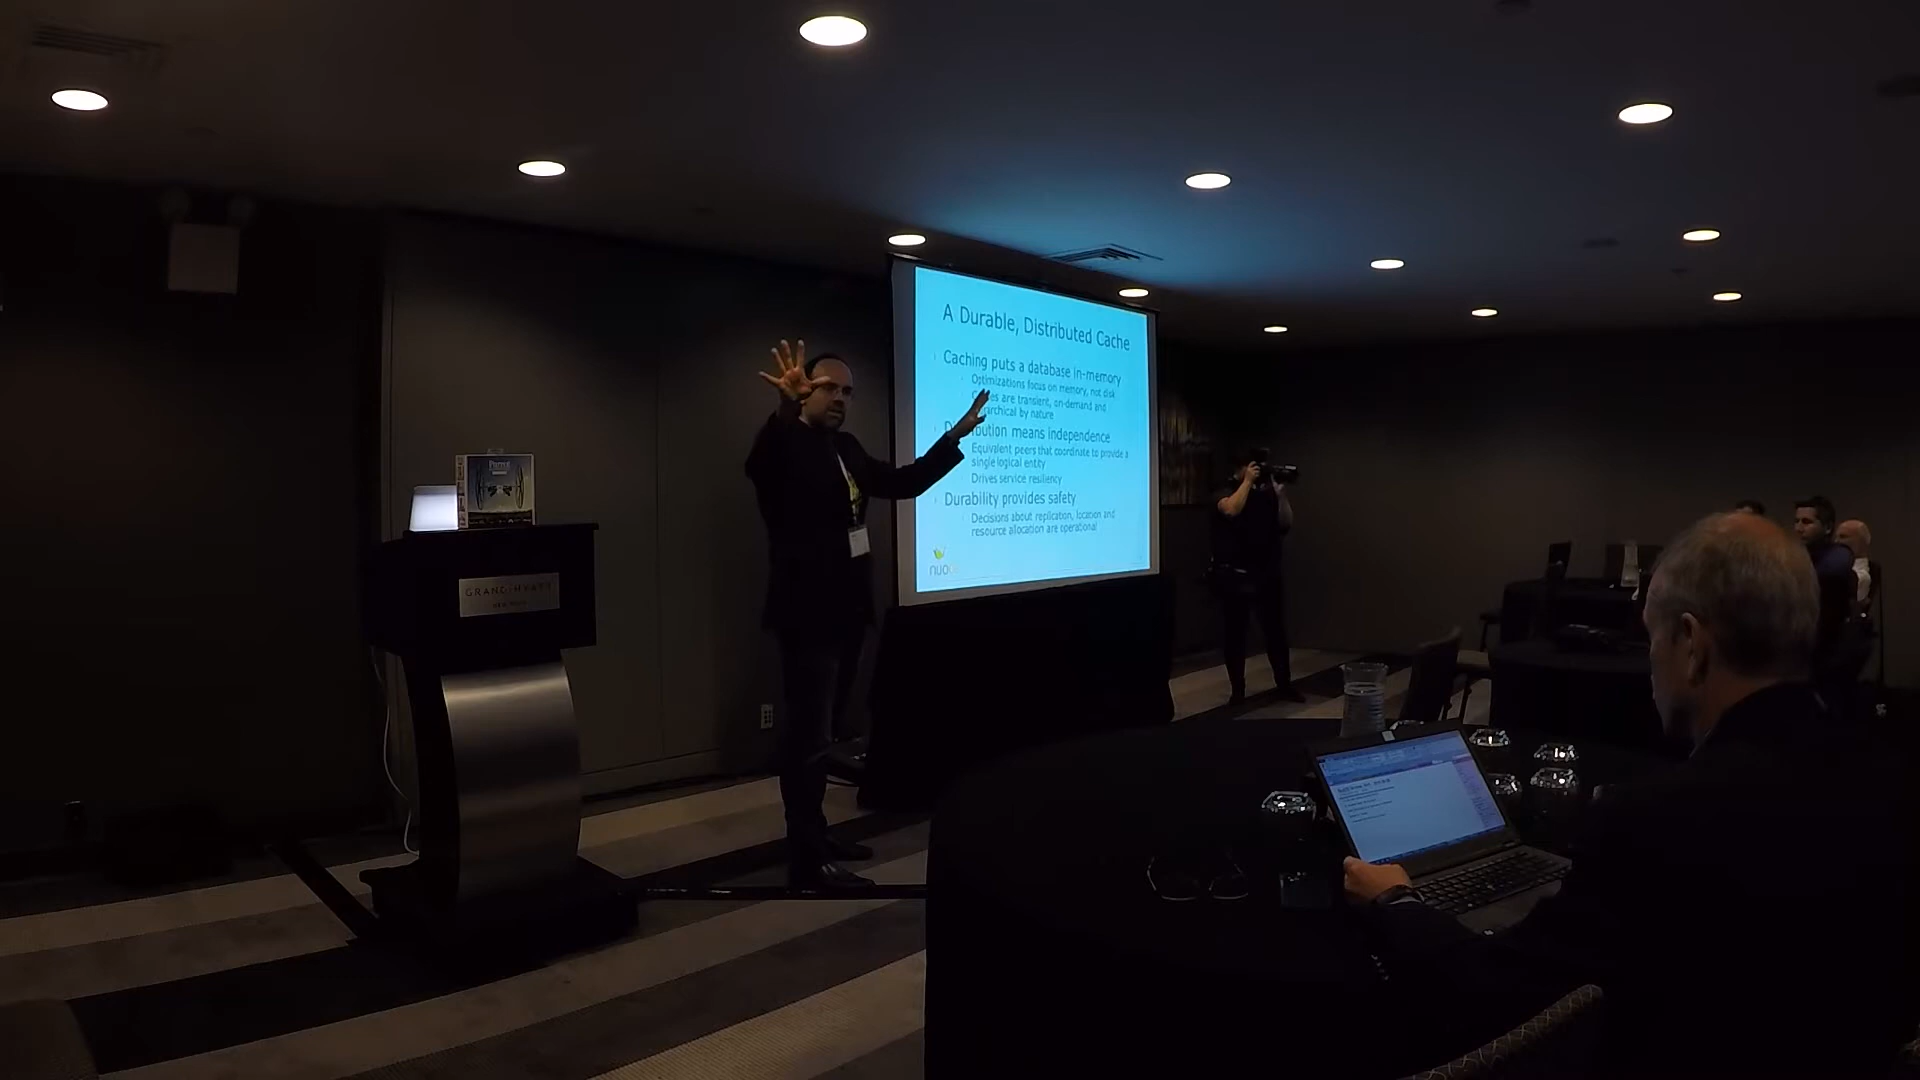 A Durable, Distributed Cache
Caching puts a database in-memory
Optimizations focus on memory, not disk
are transient, on-demand and
by nature
means independence
Equivalent peers that coordinate to provide a
single logical entity
Drives service resiliency
Durability provides safety
Decisions about replication, location and
resource allocation are operational
GRAND HYATT
NEW YORK